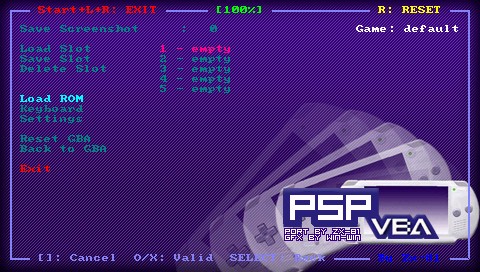 Start+L+R: EXIT [100%] R: RESET
Save Screenshot : 0 Game: default
Load Slot 1 - empty
Save Slot 2 - empty
Delete Slot 3 - empty
4 - empty
5 - empty
Load ROM
Keyboard
Settings
Reset GBA
Back to GBA
Exit
PSP
VBA
PORT BY ZX-81
GFX BY WIN-WIN
[]: Cancel O/X: Valid